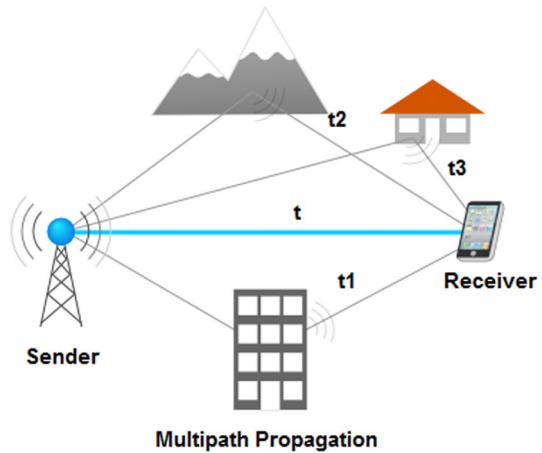 t2
t3
t
t1
Receiver
Sender
Multipath Propagation